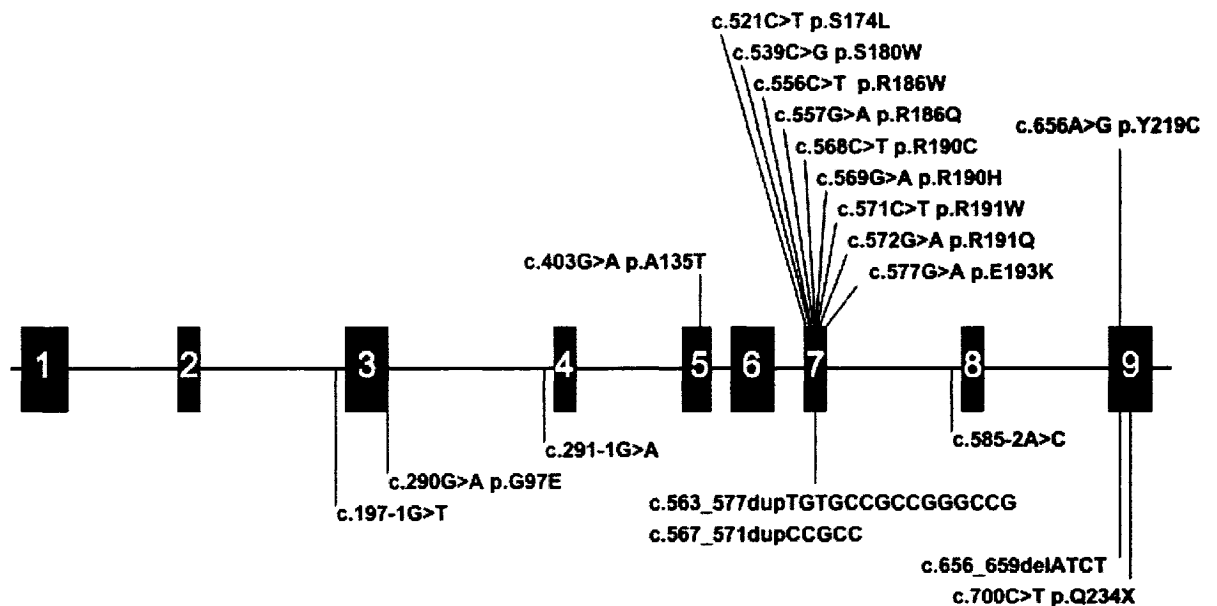 c.521C>T p.S174L
c.539C>G p.S180W
c.556C>T p.R186W
c.557G>A p.R186Q
c.568C>T p.R190C
c.569G>A p.R190H
c.571C>T p.R191W
c.572G>A p.R191Q
c.577G>A p.E193K
c.656A>G p.Y219C
c.403G>A p.A135T
1 2 3 4 5 6 7 8 9
c.291-1G>A
c.585-2A>C
c.290G>A p.G97E
c.197-1G>T
c.563_577dupTGTGCCGCCGGGCCG
c.567_571dupCCGCC
c.656_659delATCT
c.700C>T p.Q234X